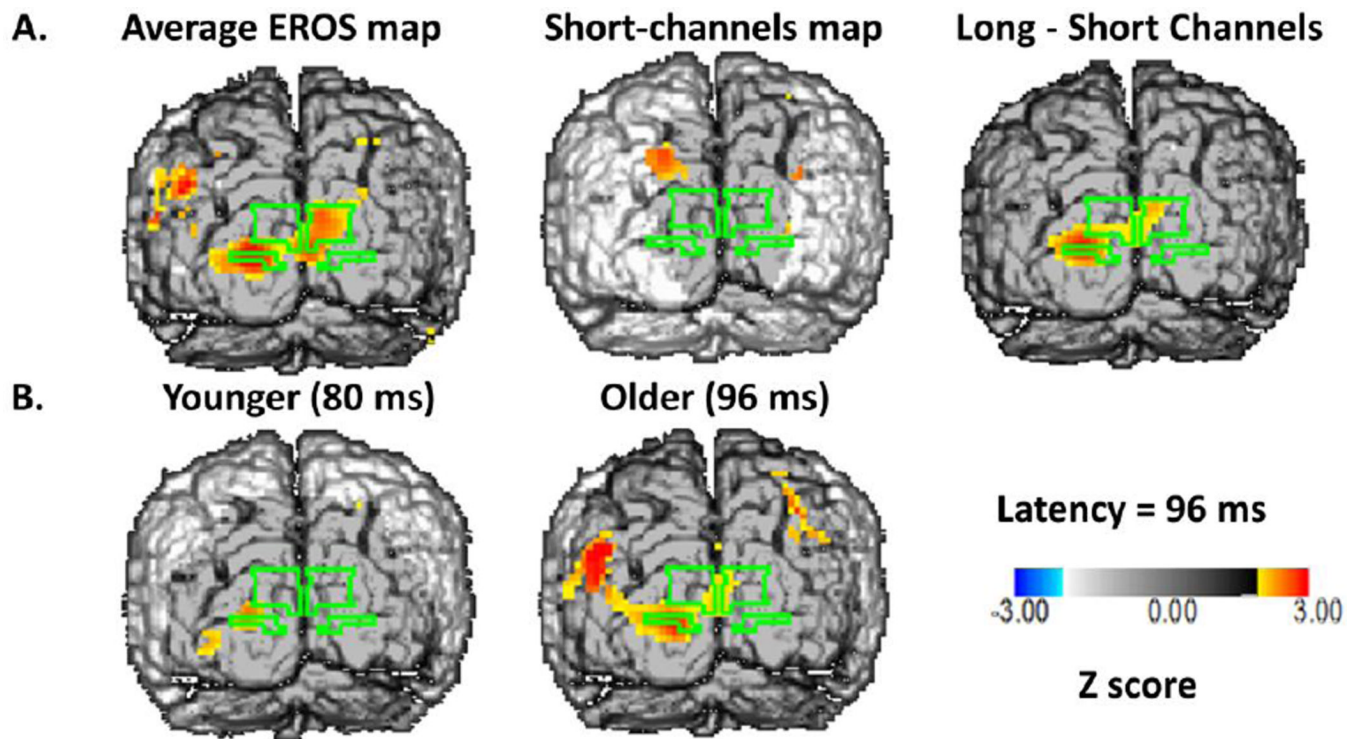 A. Average EROS map Short-channels map Long - Short Channels
B. Younger (80 ms) Older (96 ms)
Latency = 96 ms
-3.00 0.00 3.00
Z score